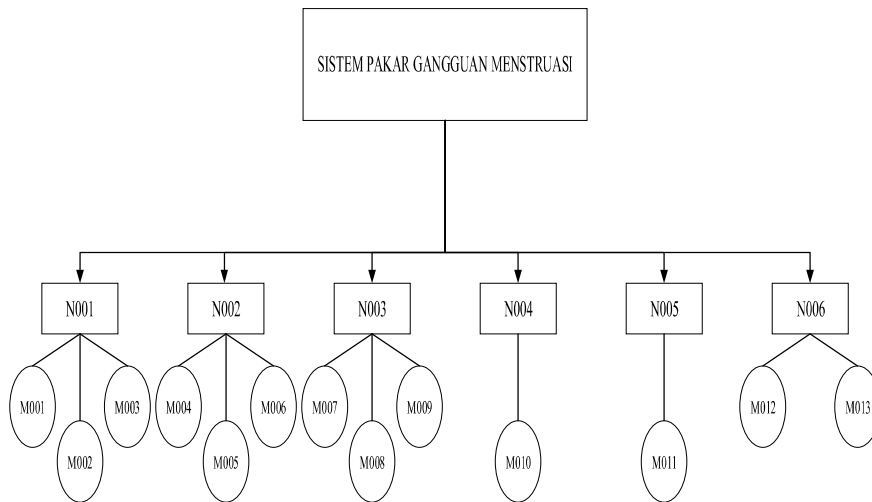 SISTEM PAKAR GANGGUAN MENSTRUASI
N001
N002
N003
N004
N005
N006
M001
M002
M003
M004
M005
M006
M007
M008
M009
M010
M011
M012
M013